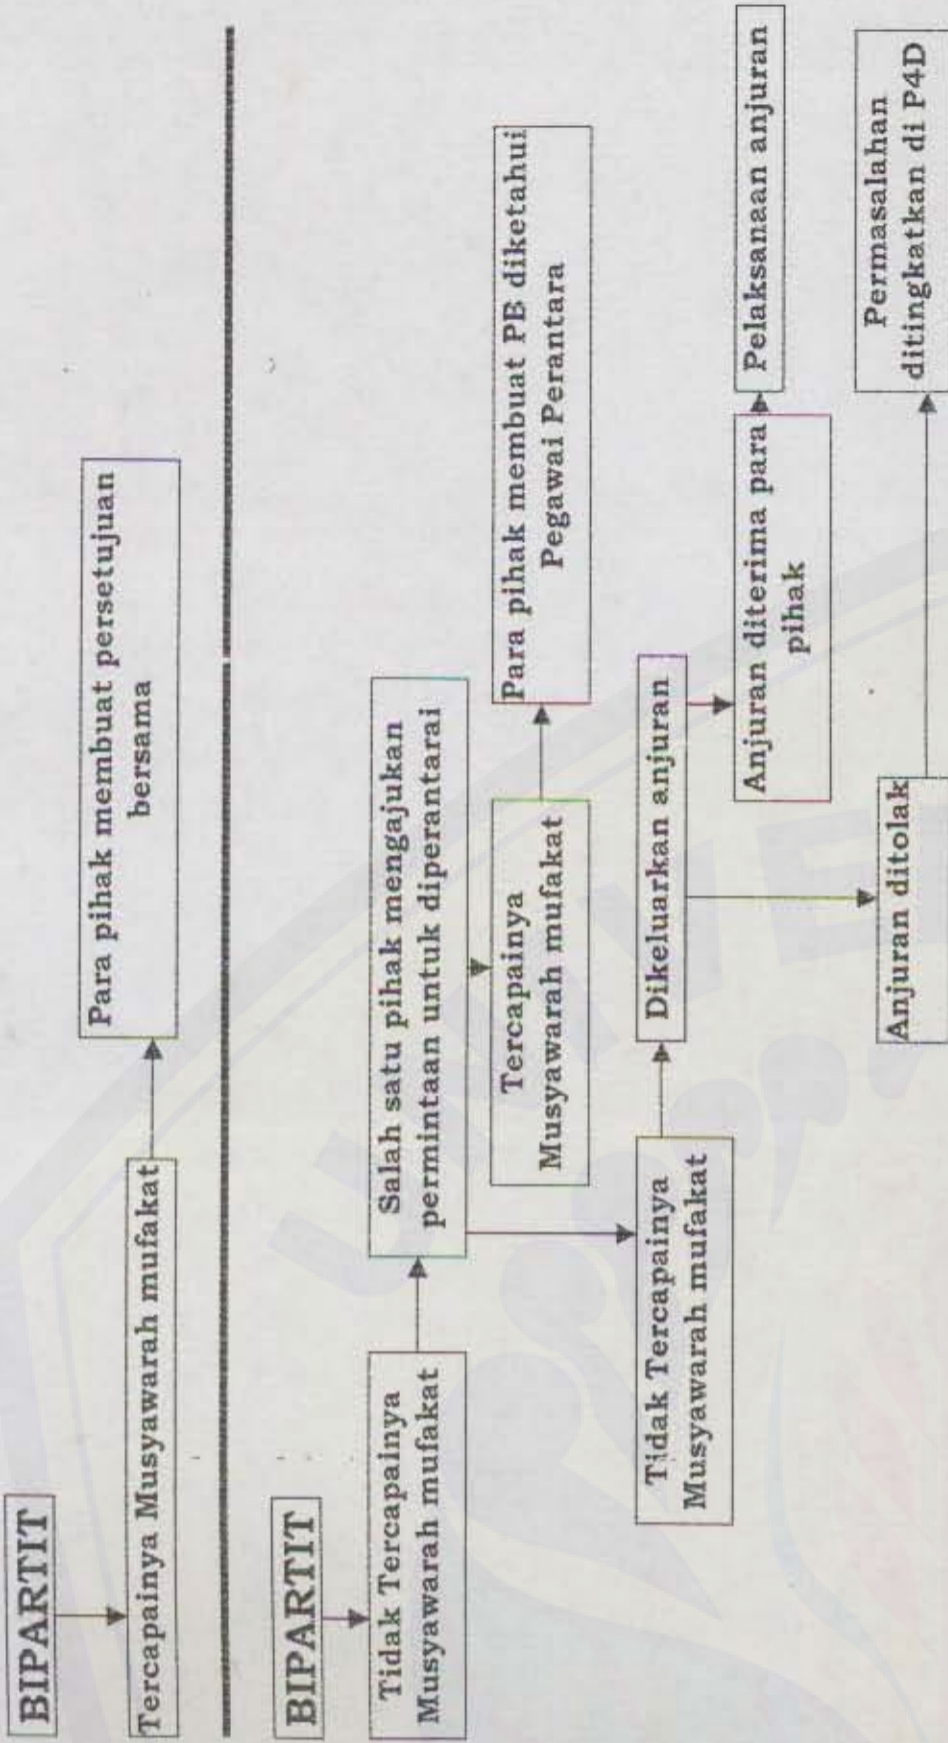 BIPARTIT
Tercapainya Musyawarah mufakat
Para pihak membuat persetujuan
bersama
BIPARTIT
Tidak Tercapainya
Musyawarah mufakat
Salah satu pihak mengajukan
permintaan untuk diperantarai
Tercapainya
Musyawarah mufakat
Para pihak membuat PB diketahui
Pegawai Perantara
Tidak Tercapainya
Musyawarah mufakat
Dikeluarkan anjuran
Anjuran diterima para
pihak
Pelaksanaan anjuran
Anjuran ditolak
Permasalahan
ditingkatkan di P4D